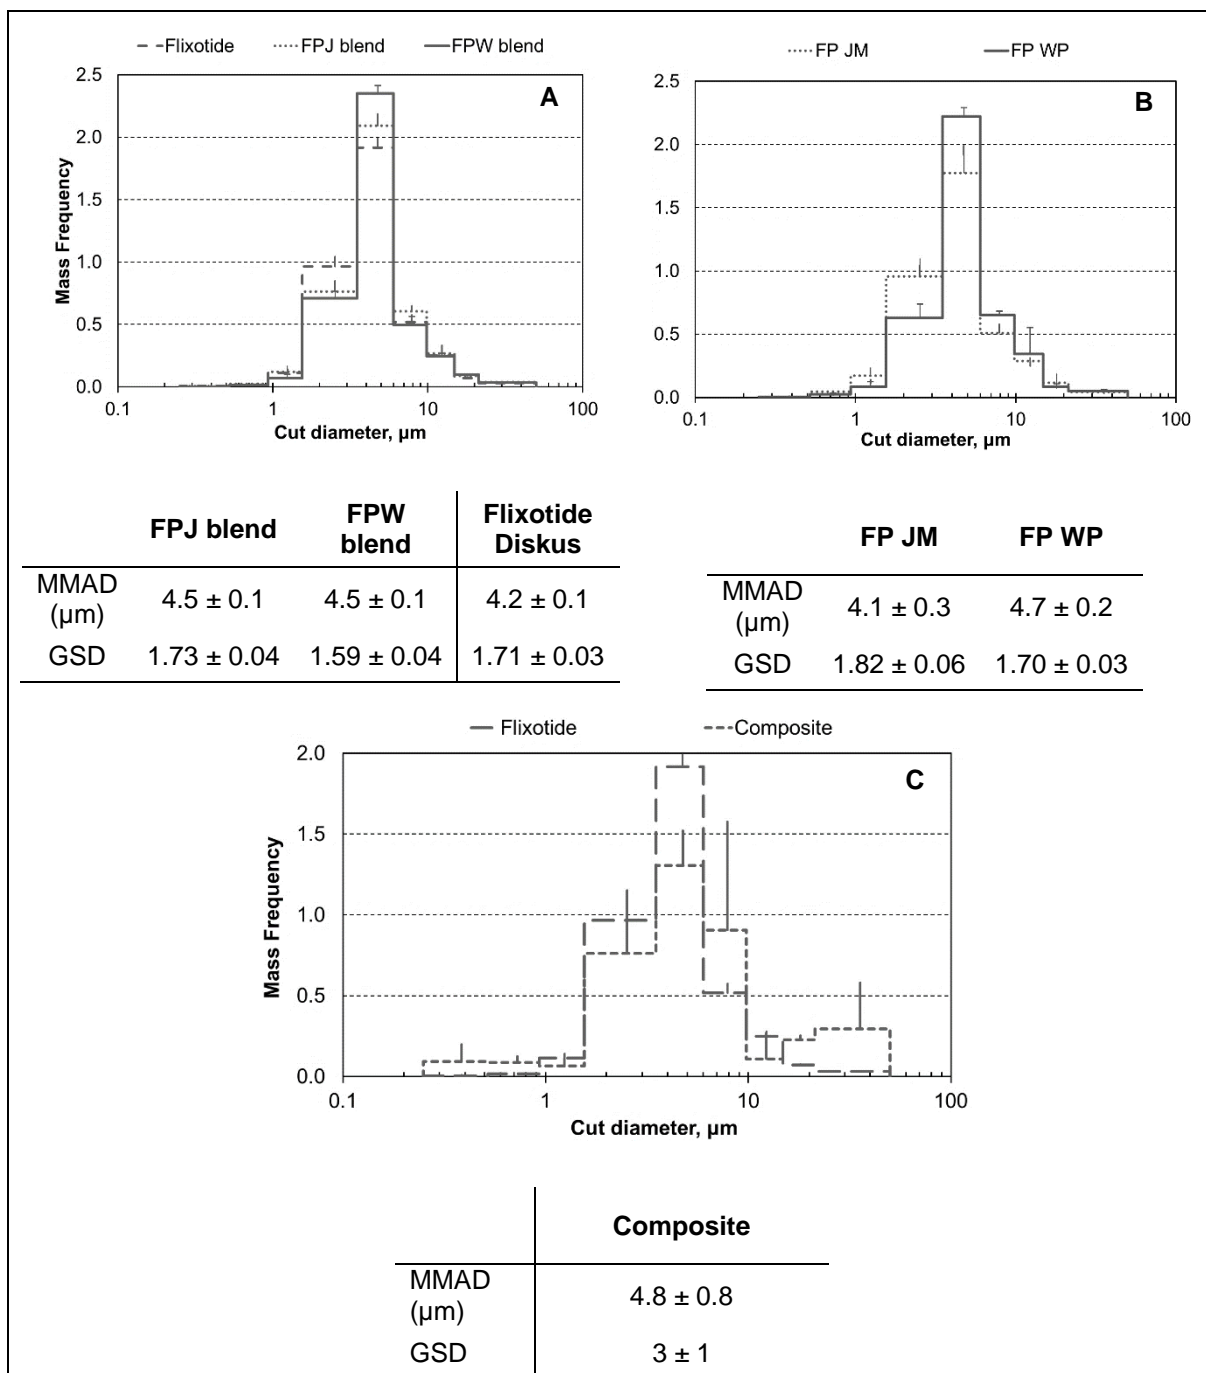 Flixotide FPJ blend FPW blend
A
2.5
2.0
1.5
1.0
0.5
0.0
Mass Frequency
0.1 1 10 100
Cut diameter, µm
FP JM FP WP
B
2.5
2.0
1.5
1.0
0.5
0.0
0.1 1 10 100
Cut diameter, µm
FPJ blend FPW blend Flixotide Diskus
MMAD (µm) 4.5 ± 0.1 4.5 ± 0.1 4.2 ± 0.1
GSD 1.73 ± 0.04 1.59 ± 0.04 1.71 ± 0.03
FP JM FP WP
MMAD (µm) 4.1 ± 0.3 4.7 ± 0.2
GSD 1.82 ± 0.06 1.70 ± 0.03
Flixotide Composite
C
2.0
1.5
1.0
0.5
0.0
Mass Frequency
0.1 1 10 100
Cut diameter, µm
Composite
MMAD (µm) 4.8 ± 0.8
GSD 3 ± 1